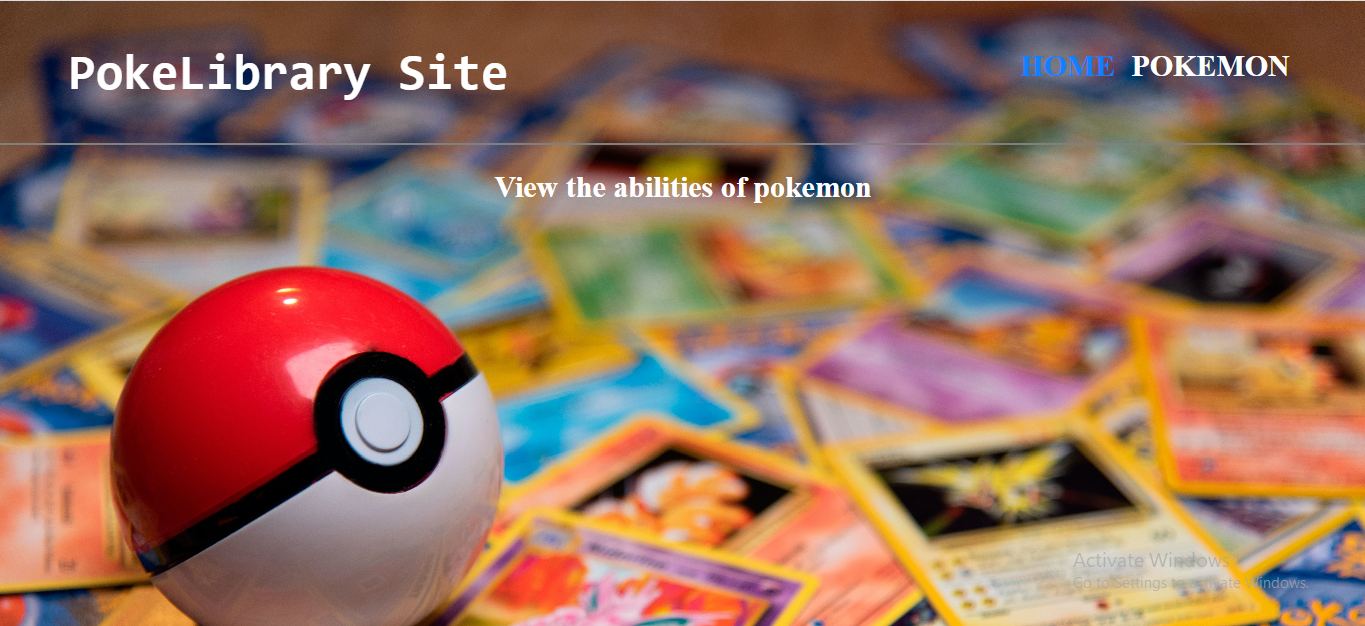 PokeLibrary Site
HOME POKEMON
View the abilities of pokemon
Activate Windows
Go to Settings to activate Windows.